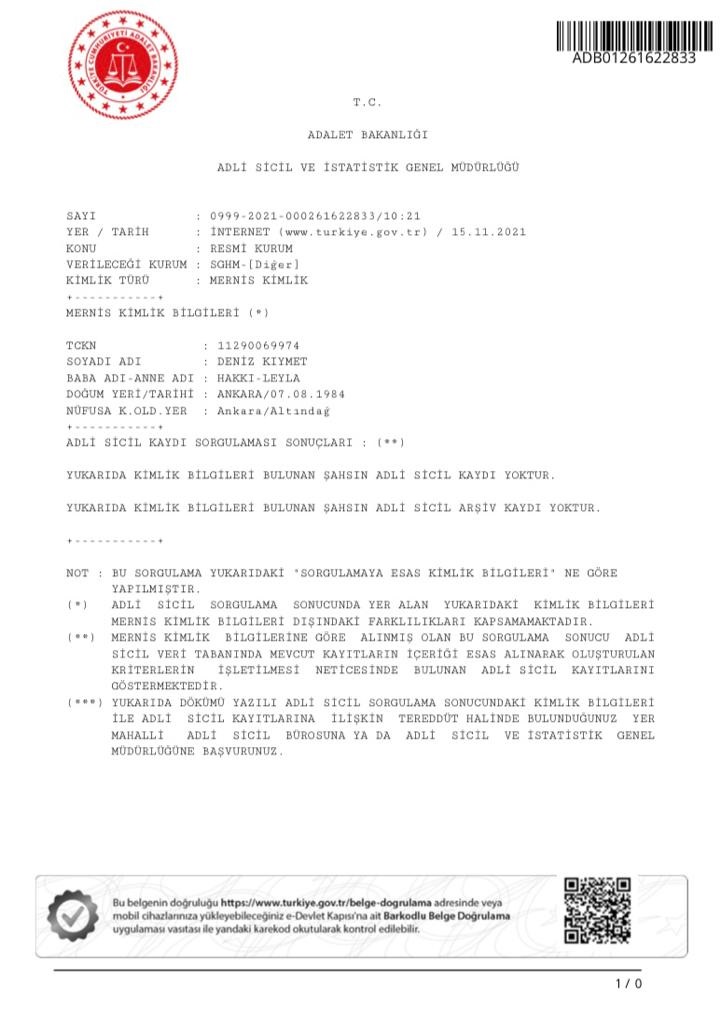 TÜRKİYE CUMHURİYETİ ADALET BAKANLIĞI
ADB01261622833
T.C.
ADALET BAKANLIĞI
ADLİ SİCİL VE İSTATİSTİK GENEL MÜDÜRLÜĞÜ
SAYI : 0999-2021-000261622833/10:21
YER / TARİH : İNTERNET (www.turkiye.gov.tr) / 15.11.2021
KONU : RESMİ KURUM
VERİLECEĞİ KURUM : SGHM-[Diğer]
KİMLİK TÜRÜ : MERNİS KİMLİK
+-----------+
MERNİS KİMLİK BİLGİLERİ (*)
TCKN : 11290069974
SOYADI ADI : DENİZ KIYMET
BABA ADI-ANNE ADI : HAKKI-LEYLA
DOĞUM YERİ/TARİHİ : ANKARA/07.08.1984
NÜFUSA K.OLD.YER : Ankara/Altındağ
+-----------+
ADLİ SİCİL KAYDI SORGULAMASI SONUÇLARI : (**)
YUKARIDA KİMLİK BİLGİLERİ BULUNAN ŞAHSIN ADLİ SİCİL KAYDI YOKTUR.
YUKARIDA KİMLİK BİLGİLERİ BULUNAN ŞAHSIN ADLİ SİCİL ARŞİV KAYDI YOKTUR.
+-----------+
NOT : BU SORGULAMA YUKARIDAKİ "SORGULAMAYA ESAS KİMLİK BİLGİLERİ" NE GÖRE
YAPILMIŞTIR.
(*) ADLİ SİCİL SORGULAMA SONUCUNDA YER ALAN YUKARIDAKİ KİMLİK BİLGİLERİ
MERNİS KİMLİK BİLGİLERİ DIŞINDAKİ FARKLILIKLARI KAPSAMAMAKTADIR.
(**) MERNİS KİMLİK BİLGİLERİNE GÖRE ALINMIŞ OLAN BU SORGULAMA SONUCU ADLİ
SİCİL VERİ TABANINDA MEVCUT KAYITLARIN İÇERİĞİ ESAS ALINARAK OLUŞTURULAN
KRİTERLERİN İŞLETİLMESİ NETİCESİNDE BULUNAN ADLİ SİCİL KAYITLARINI
GÖSTERMEKTEDİR.
(***) YUKARIDA DÖKÜMÜ YAZILI ADLİ SİCİL SORGULAMA SONUCUNDAKİ KİMLİK BİLGİLERİ
İLE ADLİ SİCİL KAYITLARINA İLİŞKİN TEREDDÜT HALİNDE BULUNDUĞUNUZ YER
MAHALLİ ADLİ SİCİL BÜROSUNA YA DA ADLİ SİCİL VE İSTATİSTİK GENEL
MÜDÜRLÜĞÜNE BAŞVURUNUZ.
Bu belgenin doğruluğu https://www.turkiye.gov.tr/belge-dogrulama adresinde veya
mobil cihazlarınıza yükleyebileceğiniz e-Devlet Kapısı'na ait Barkodlu Belge Doğrulama
uygulaması vasıtası ile yandaki karekod okutularak kontrol edilebilir.
1 / 0